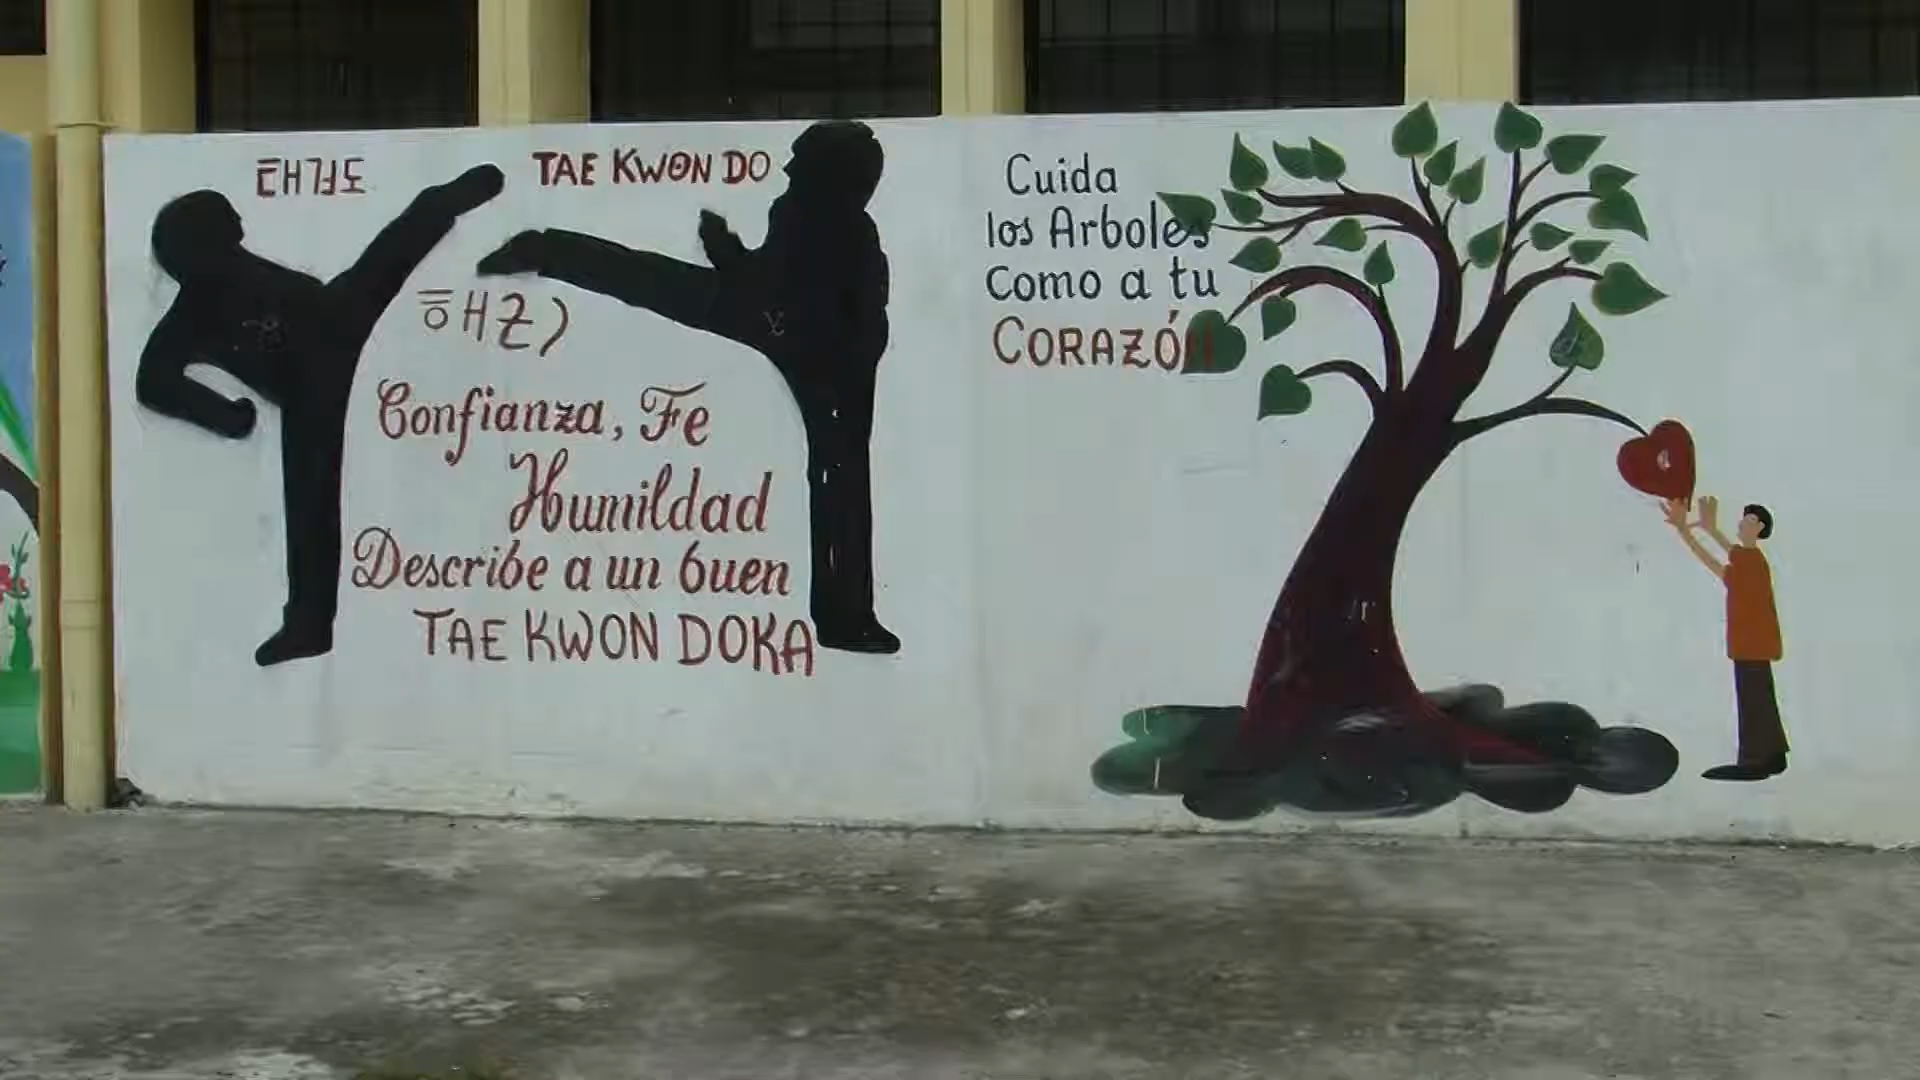 TAE KWON DO
Confianza, Fe
Humildad
Describe a un buen
TAE KWON DOKA
Cuida
los Arboles
Como a tu
CORAZÓN